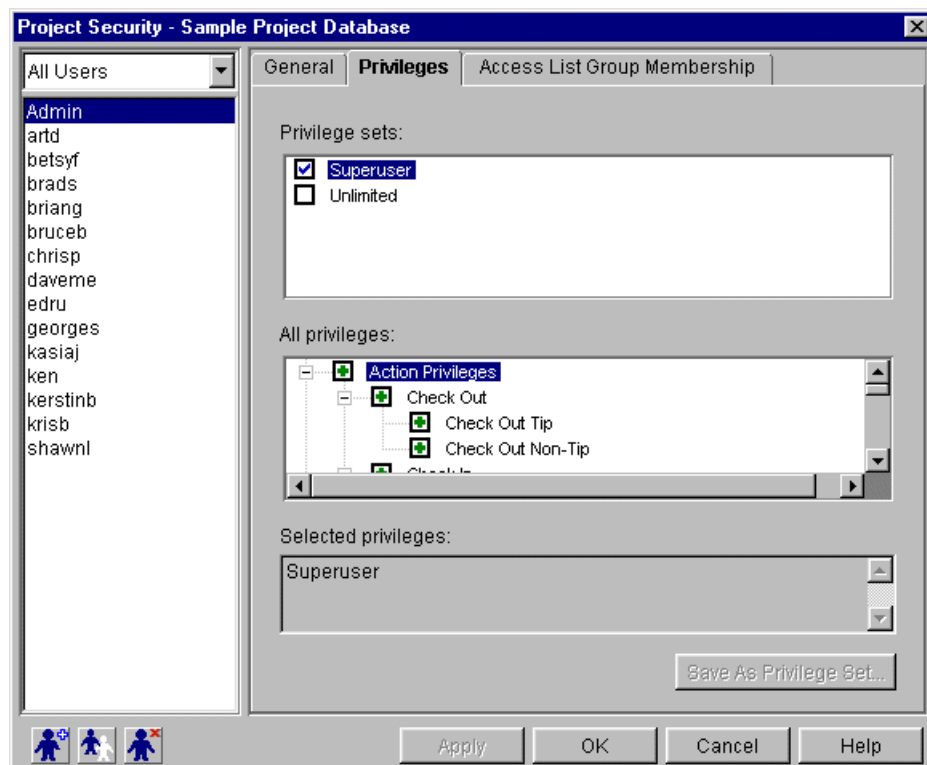 Project Security - Sample Project Database
All Users
General Privileges Access List Group Membership
Admin
artd
betsyf
brads
briang
bruceb
chrisp
daveme
edru
georges
kasiaj
ken
kerstinb
krisb
shawnl
Privilege sets:
Superuser
Unlimited
All privileges:
Action Privileges
Check Out
Check Out Tip
Check Out Non-Tip
Check In
Selected privileges:
Superuser
Save As Privilege Set...
Apply OK Cancel Help